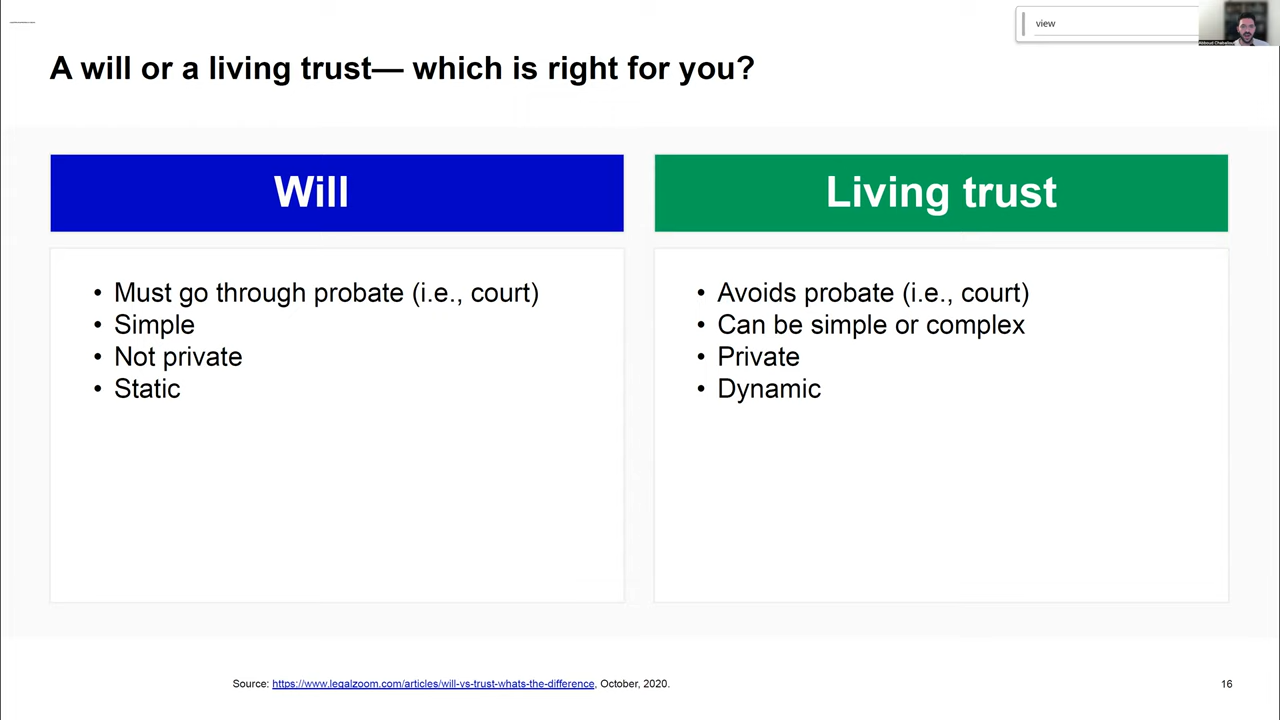 view
A will or a living trust— which is right for you?
Will
Must go through probate (i.e., court)
Simple
Not private
Static
Living trust
Avoids probate (i.e., court)
Can be simple or complex
Private
Dynamic
Source: https://www.legalzoom.com/articles/will-vs-trust-whats-the-difference, October, 2020.
16